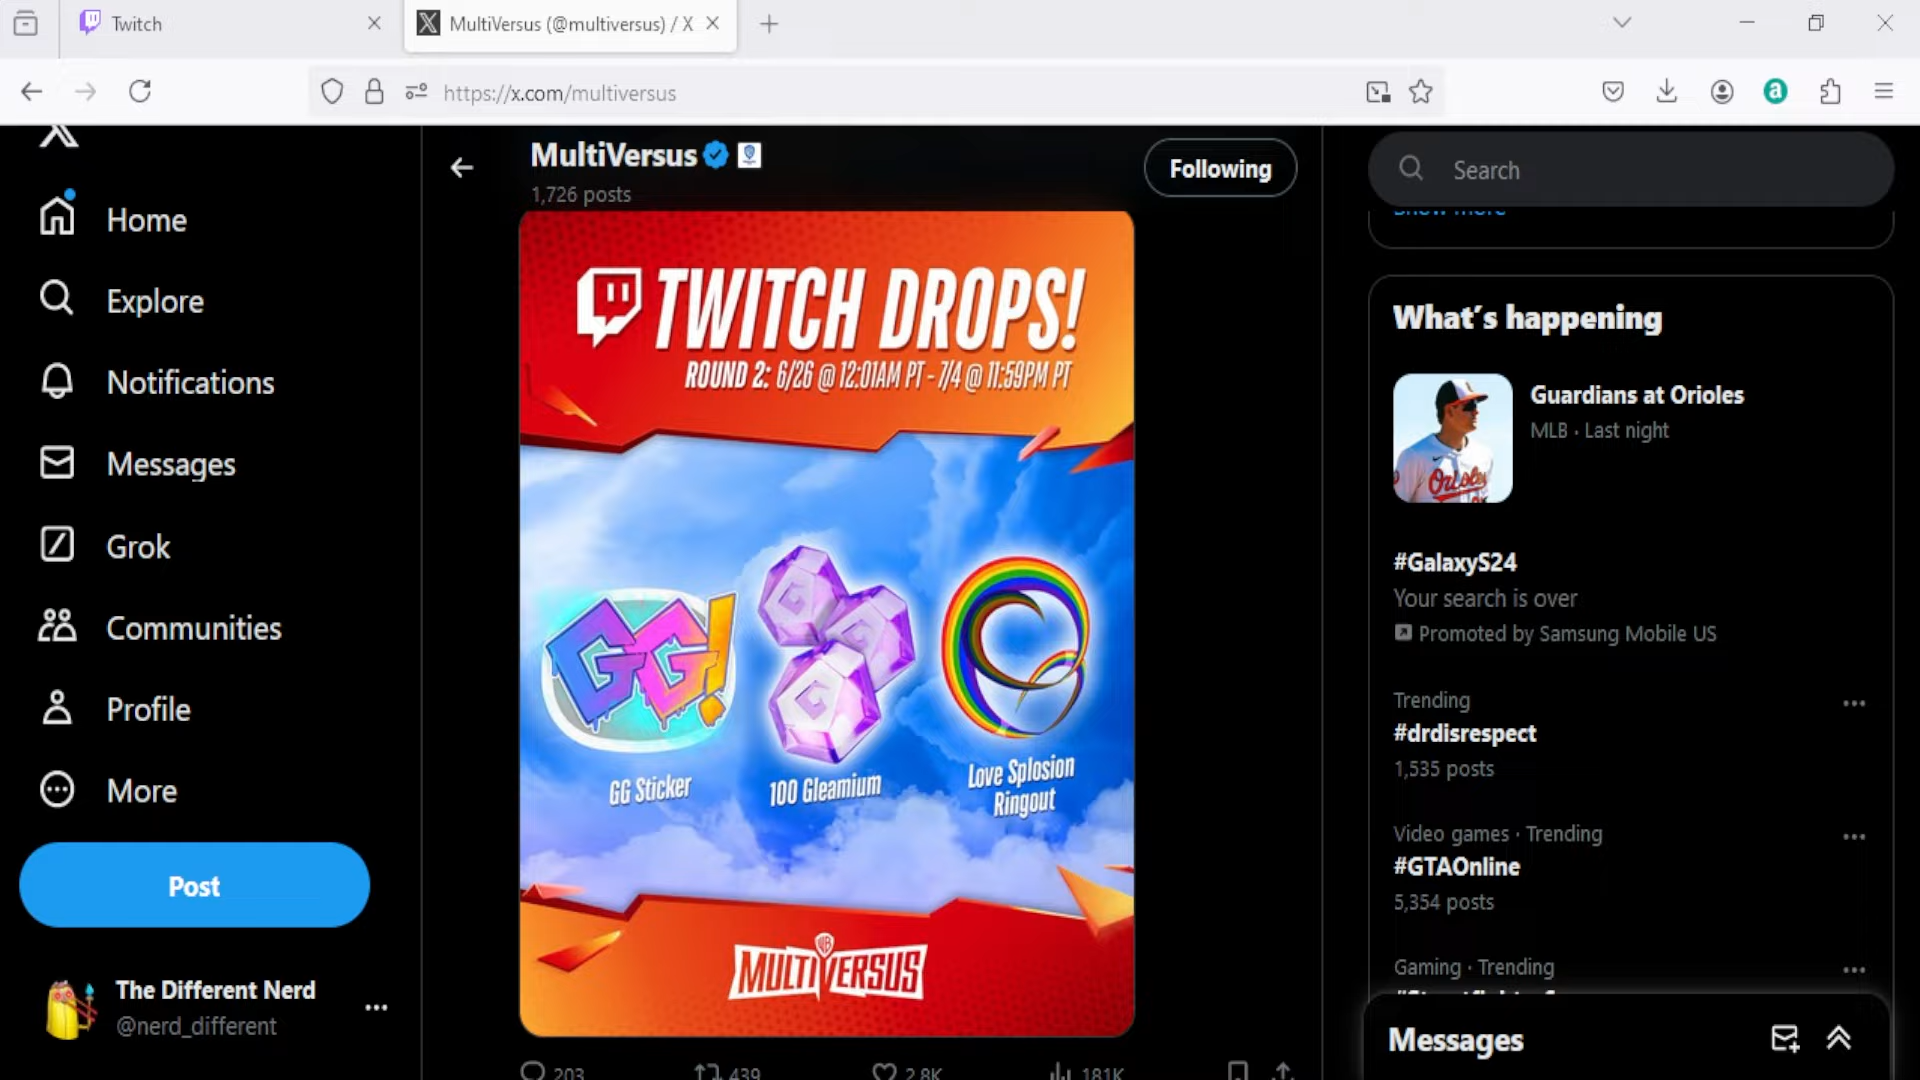 Twitch
MultiVersus (@multiversus) / X
https://x.com/multiversus
Home
Explore
Notifications
Messages
Grok
Communities
Profile
More
Post
The Different Nerd
@nerd_different
MultiVersus
1,726 posts
Following
TWITCH DROPS!
ROUND 2: 6/26 @ 12:01AM PT - 7/4 @ 11:59PM PT
GG!
GG Sticker
100 Gleamium
Love Splosion
Ringout
WB
MULTIVERSUS
203
439
2.8K
181K
Search
Show more
What's happening
Guardians at Orioles
MLB · Last night
Orioles
#GalaxyS24
Your search is over
Promoted by Samsung Mobile US
Trending
#drdisrespect
1,535 posts
Video games · Trending
#GTAOnline
5,354 posts
Gaming · Trending
Messages